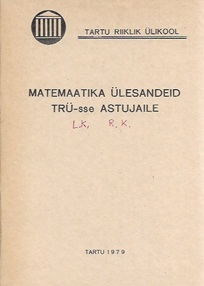 TARTU RIIKLIK ÜLIKOOL
MATEMAATIKA ÜLESANDEID
TRÜ-sse ASTUJAILE
L.K. R.K.
TARTU 1979